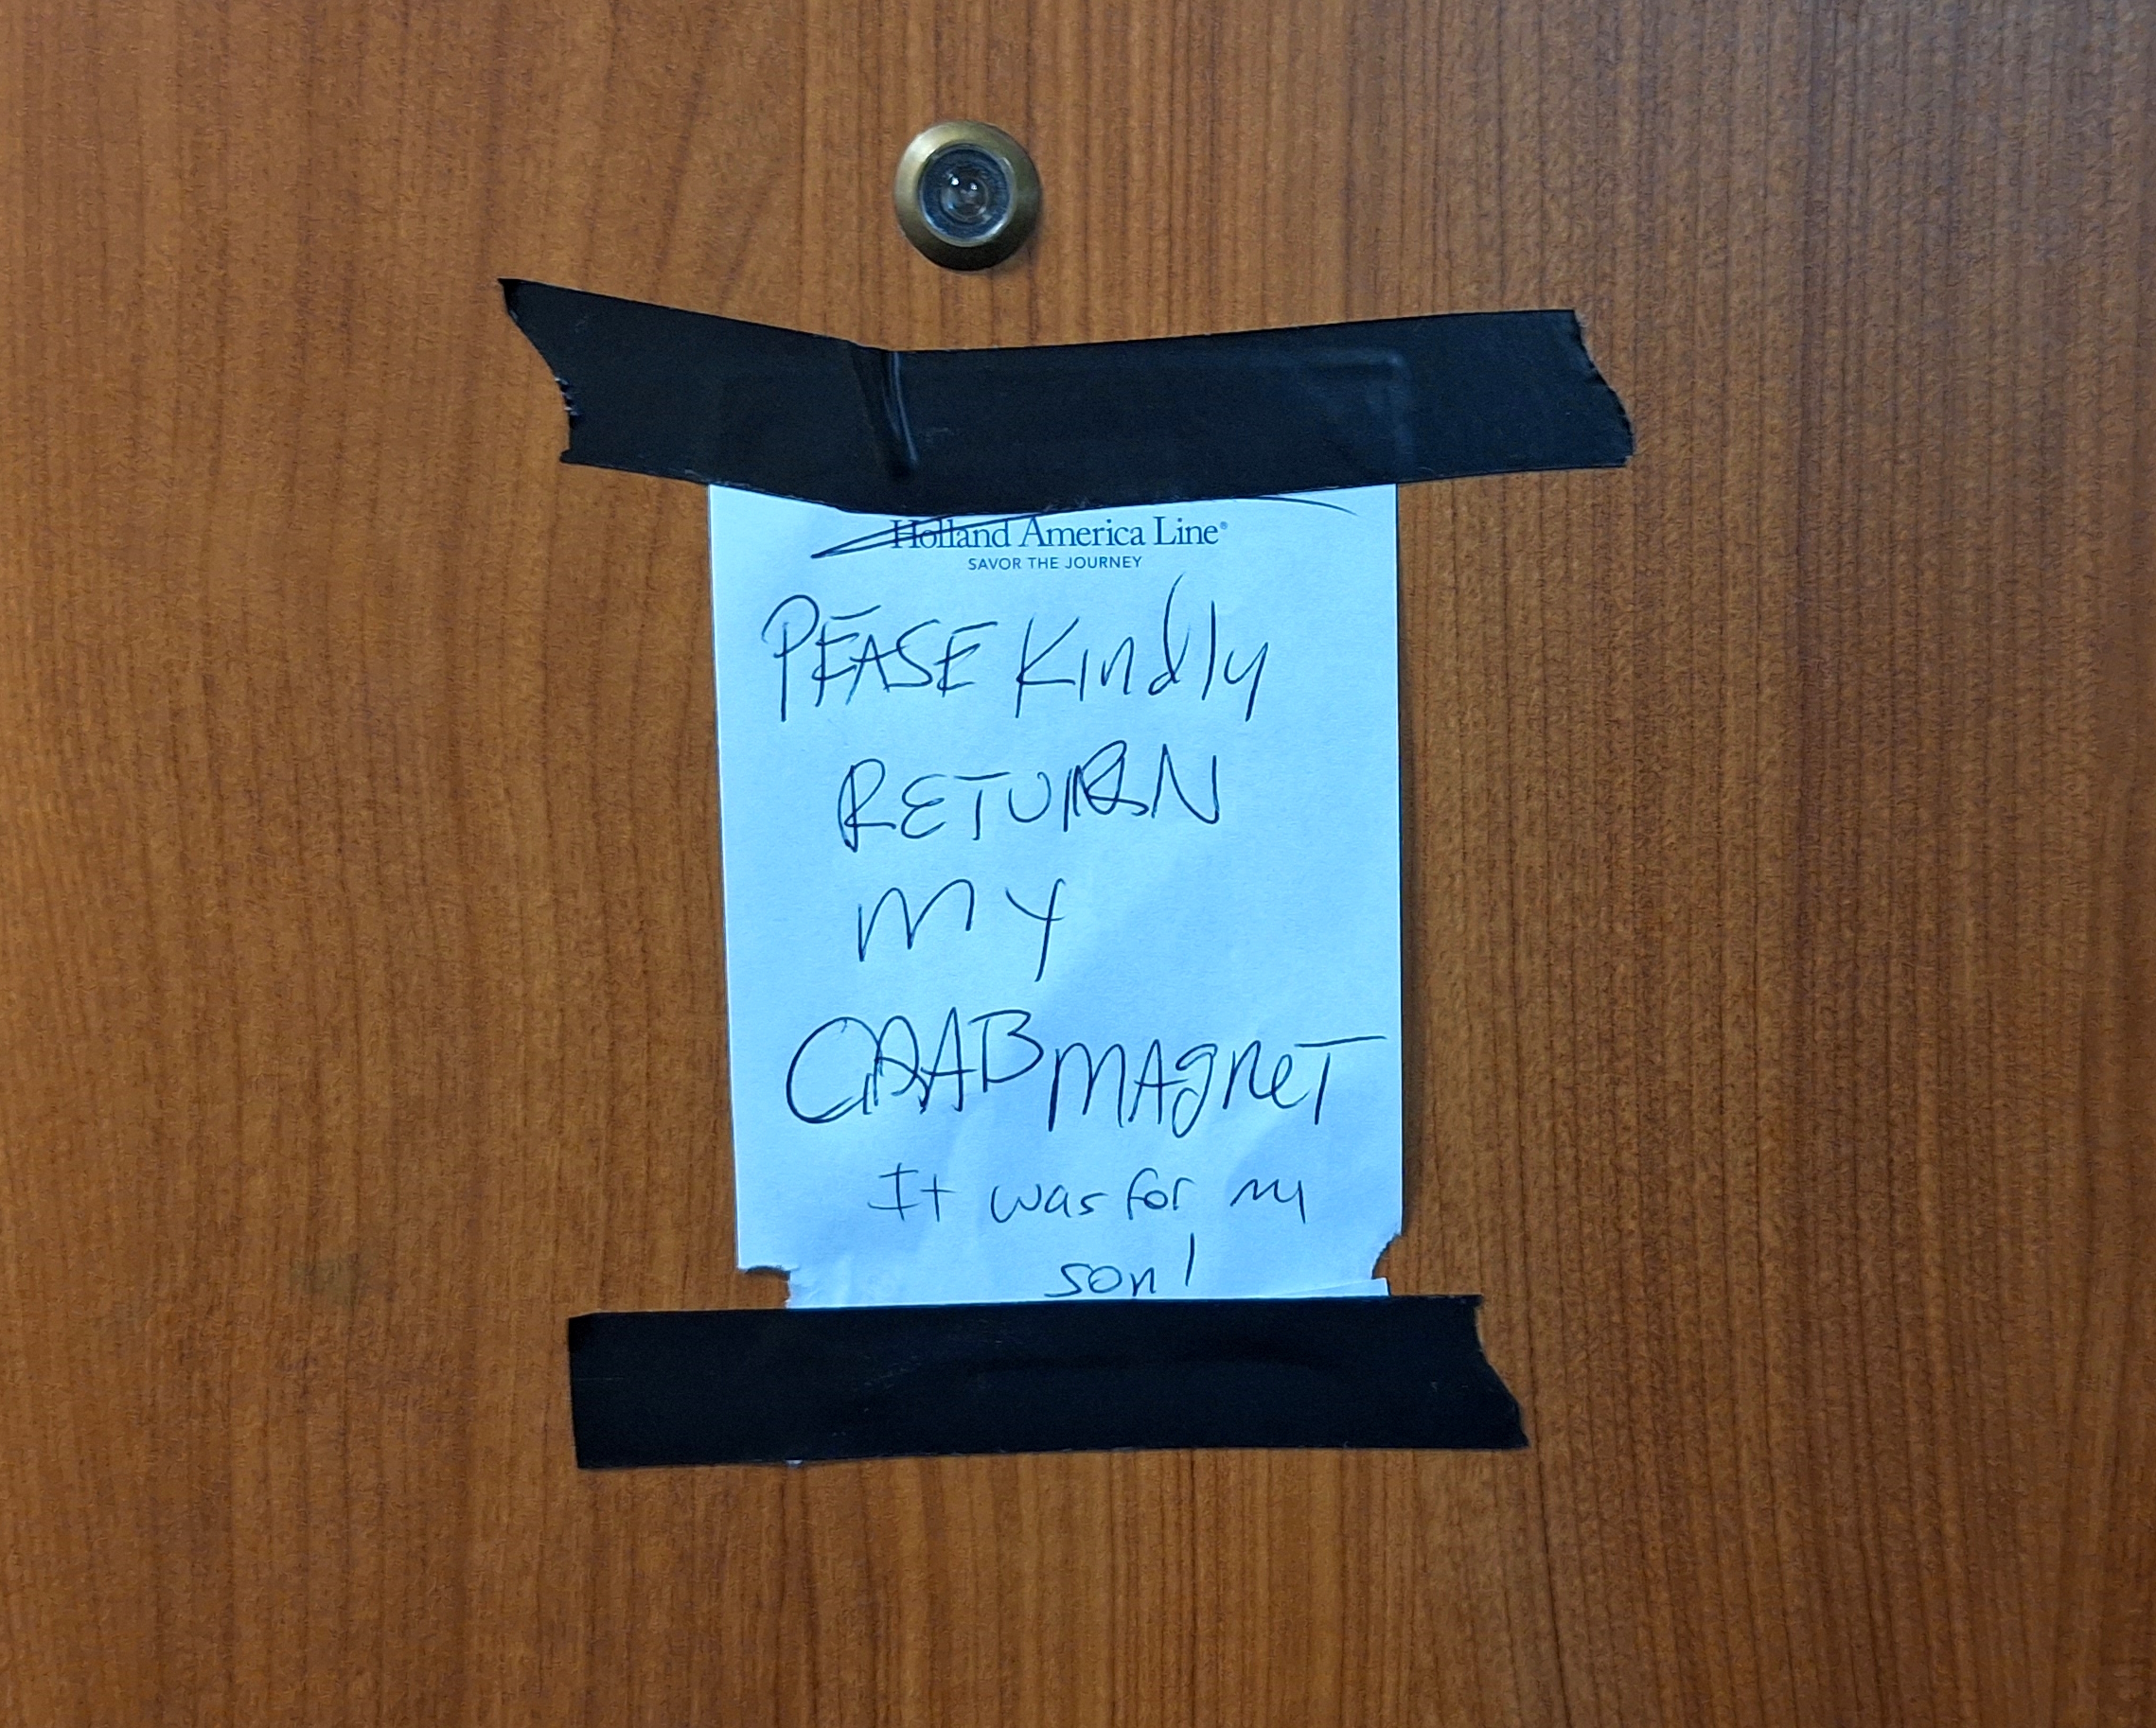 Holland America Line®
SAVOR THE JOURNEY
PEASE Kindly
RETURN
MY
CRAB MAgneT
It was for my
son!